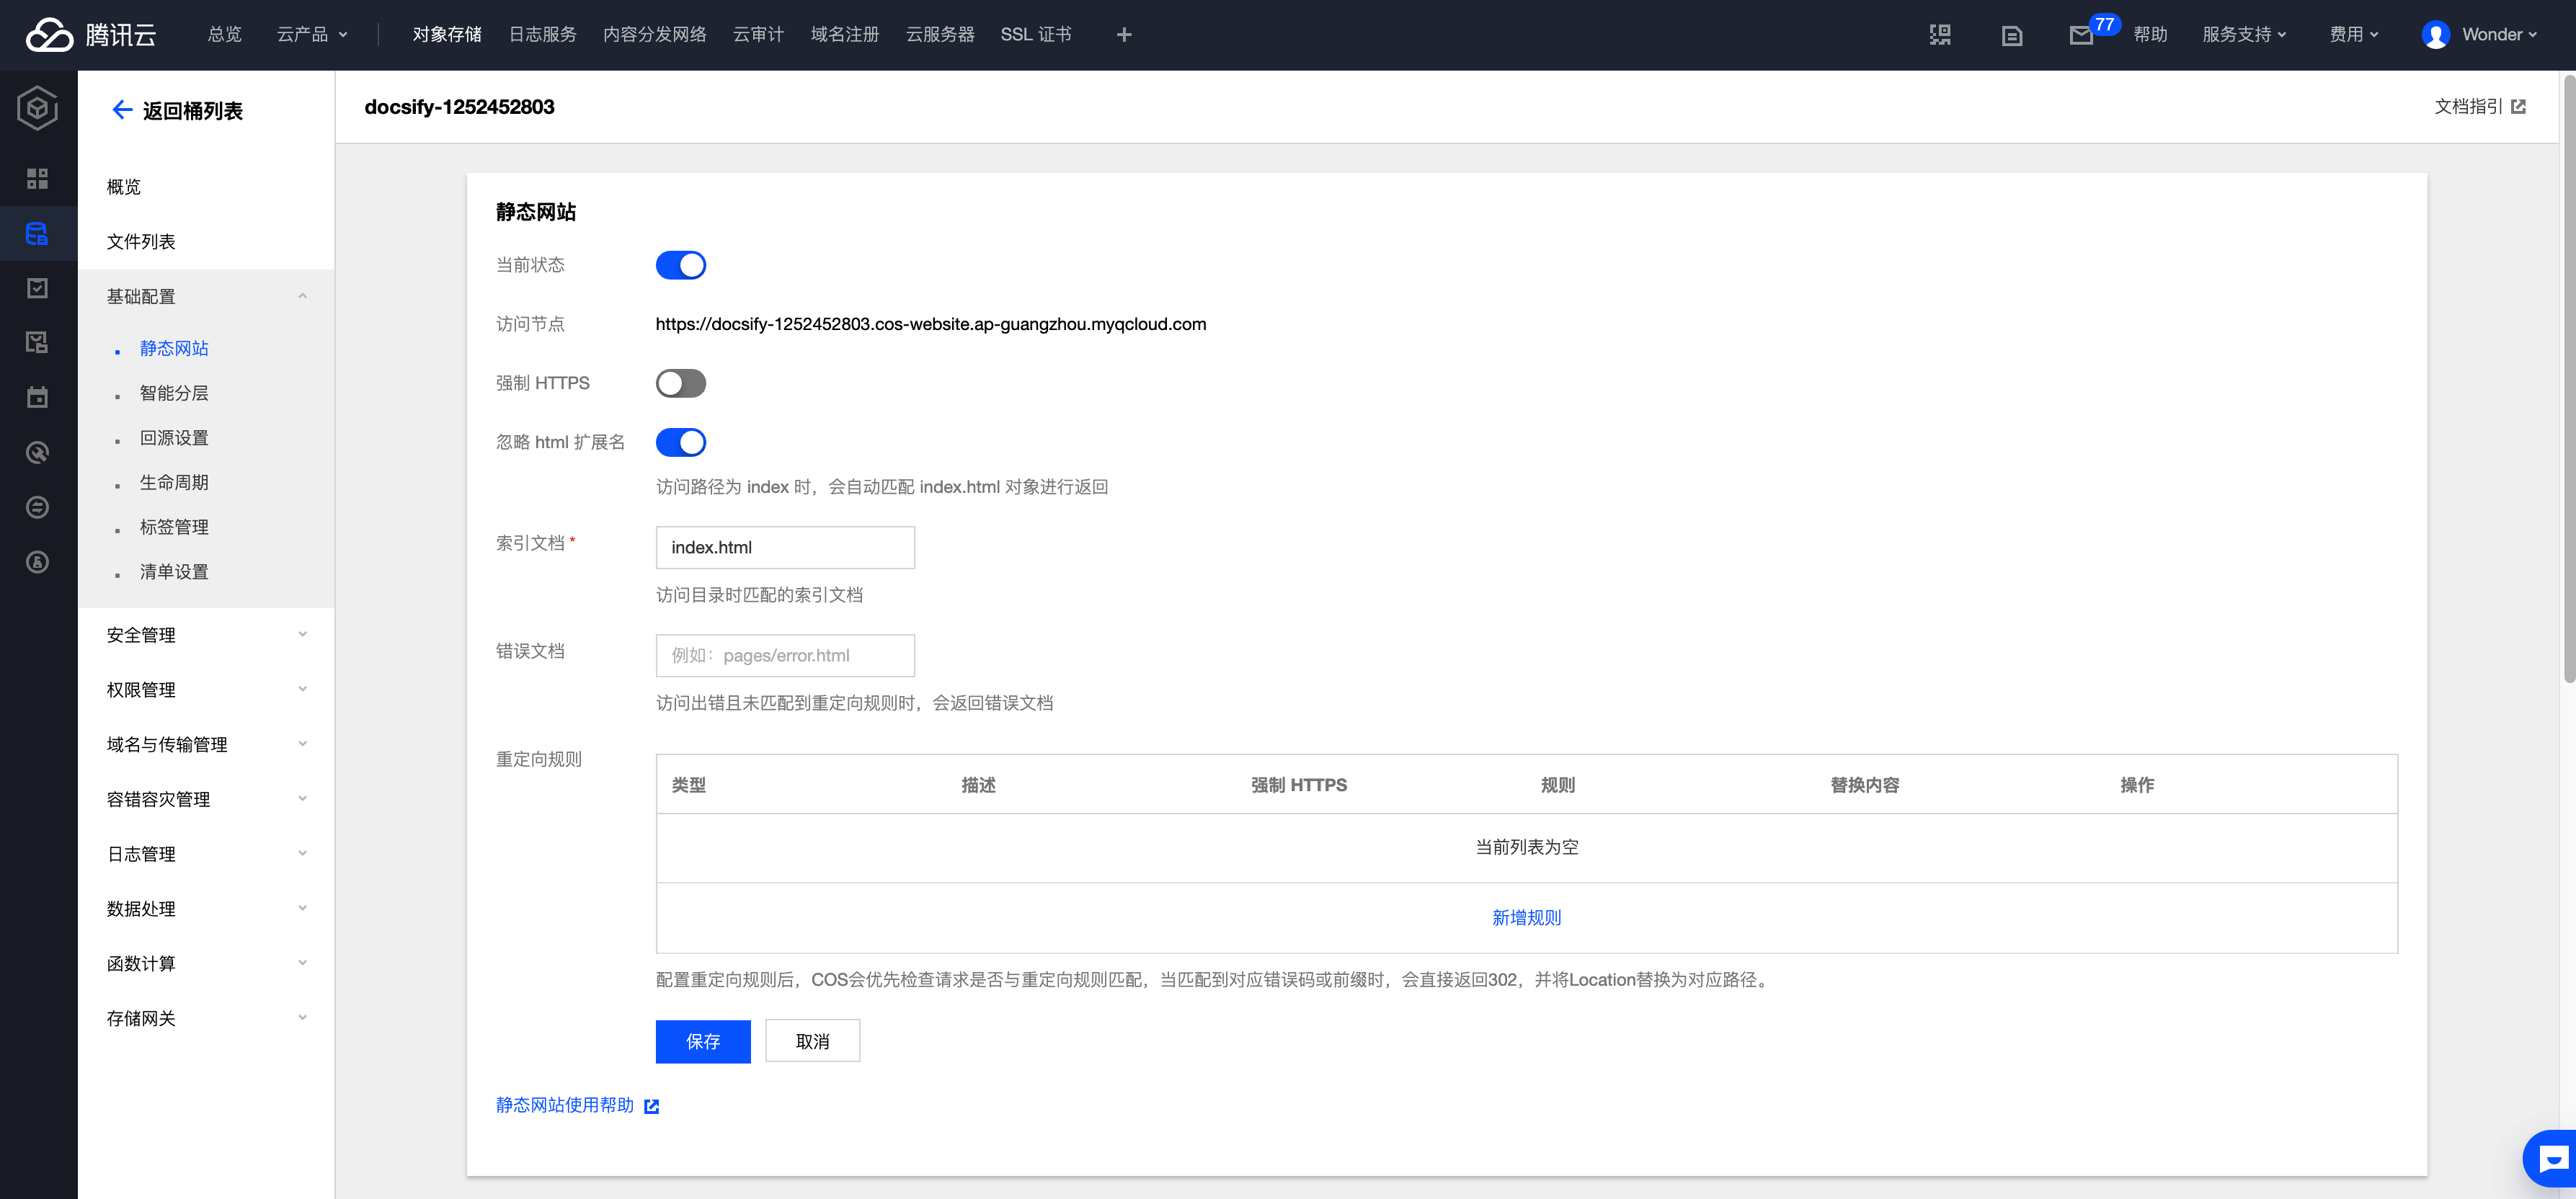 腾讯云 总览 云产品 对象存储 日志服务 内容分发网络 云审计 域名注册 云服务器 SSL 证书 77 帮助 服务支持 费用 Wonder
返回桶列表
概览
文件列表
基础配置
静态网站
智能分层
回源设置
生命周期
标签管理
清单设置
安全管理
权限管理
域名与传输管理
容错容灾管理
日志管理
数据处理
函数计算
存储网关
docsify-1252452803 文档指引
静态网站
当前状态
访问节点 https://docsify-1252452803.cos-website.ap-guangzhou.myqcloud.com
强制 HTTPS
忽略 html 扩展名
访问路径为 index 时，会自动匹配 index.html 对象进行返回
索引文档* index.html
访问目录时匹配的索引文档
错误文档 例如：pages/error.html
访问出错且未匹配到重定向规则时，会返回错误文档
重定向规则
类型 描述 强制 HTTPS 规则 替换内容 操作
当前列表为空
新增规则
配置重定向规则后，COS会优先检查请求是否与重定向规则匹配，当匹配到对应错误码或前缀时，会直接返回302，并将Location替换为对应路径。
保存 取消
静态网站使用帮助